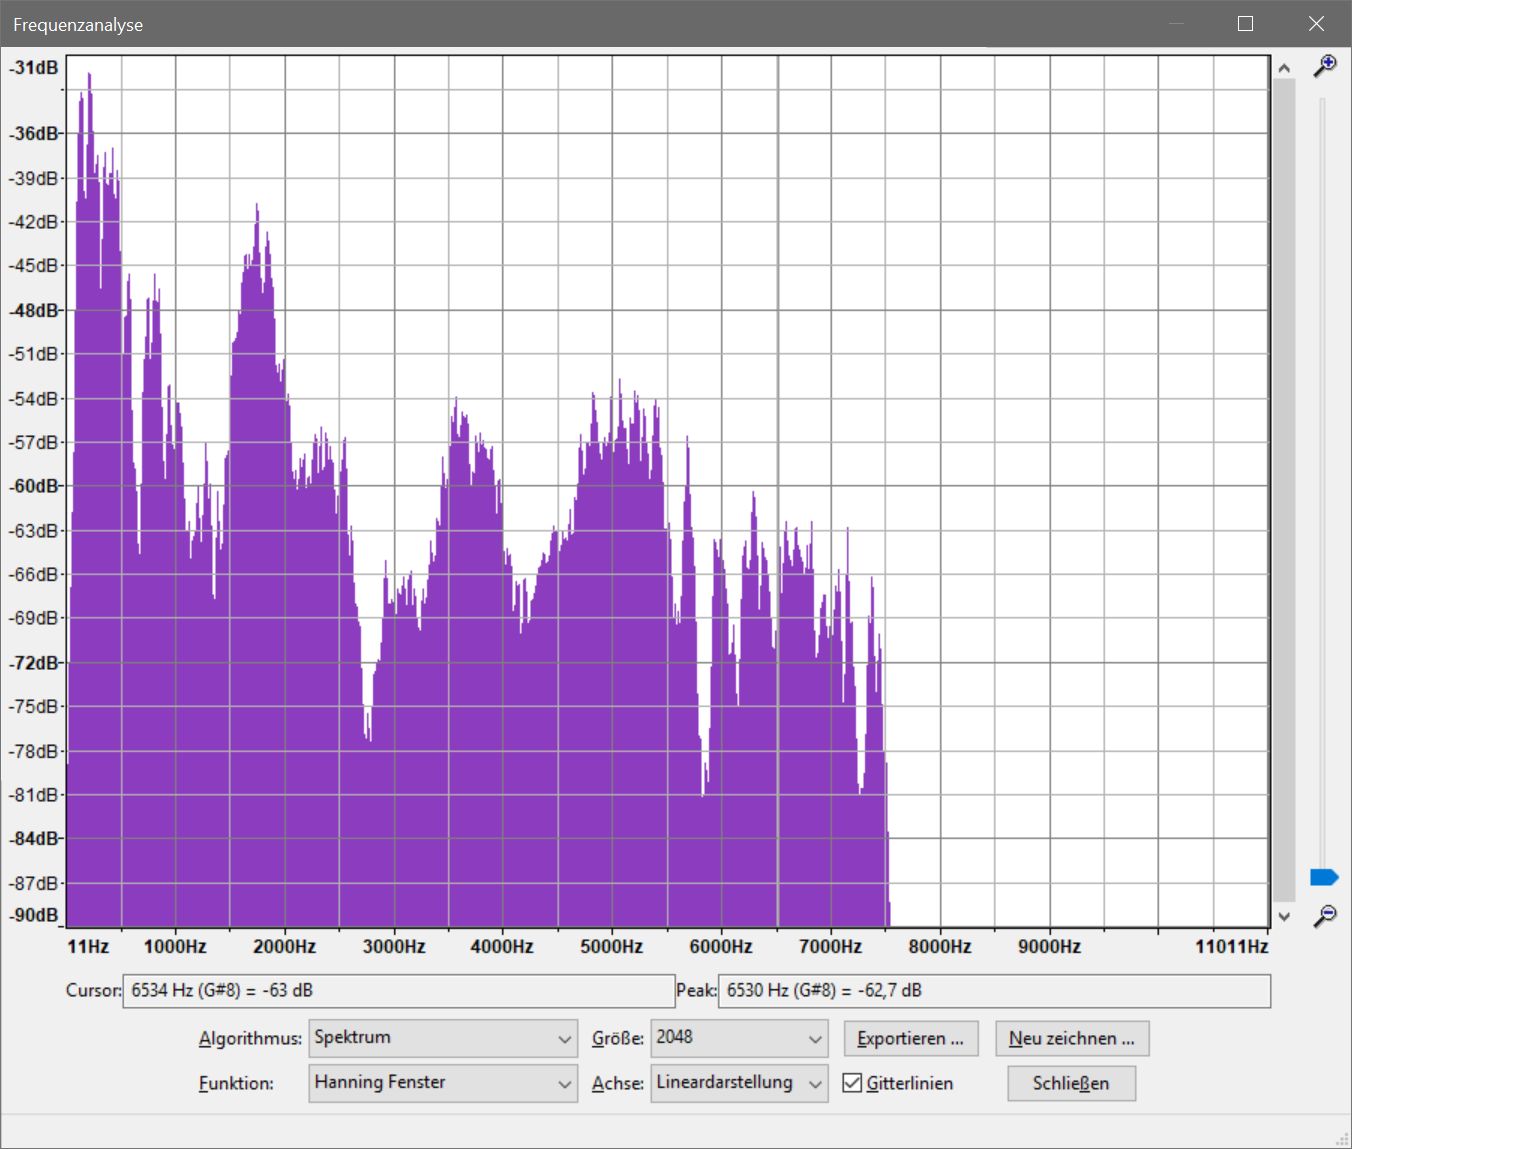 Frequenzanalyse
-31dB
-36dB
-39dB
-42dB
-45dB
-48dB
-51dB
-54dB
-57dB
-60dB
-63dB
-66dB
-69dB
-72dB
-75dB
-78dB
-81dB
-84dB
-87dB
-90dB
11Hz 1000Hz 2000Hz 3000Hz 4000Hz 5000Hz 6000Hz 7000Hz 8000Hz 9000Hz 11011Hz
Cursor: 6534 Hz (G#8) = -63 dB Peak: 6530 Hz (G#8) = -62,7 dB
Algorithmus: Spektrum Größe: 2048 Exportieren ... Neu zeichnen ...
Funktion: Hanning Fenster Achse: Lineardarstellung Gitterlinien Schließen